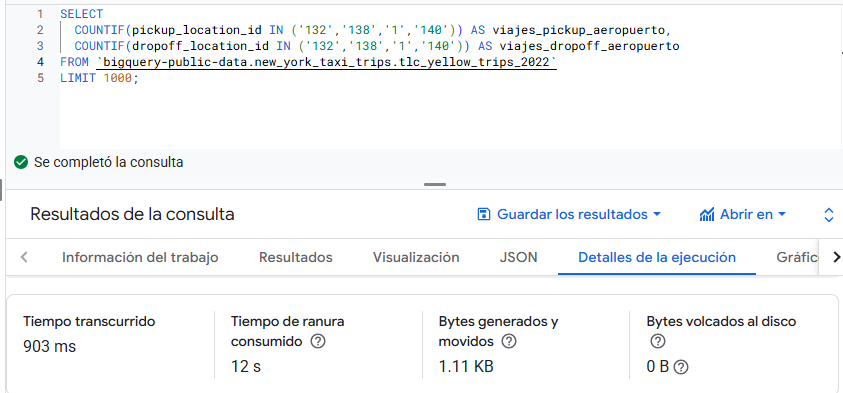 1 SELECT
2 COUNTIF(pickup_location_id IN ('132','138','1','140')) AS viajes_pickup_aeropuerto,
3 COUNTIF(dropoff_location_id IN ('132','138','1','140')) AS viajes_dropoff_aeropuerto
4 FROM `bigquery-public-data.new_york_taxi_trips.tlc_yellow_trips_2022`
5 LIMIT 1000;
Se completó la consulta
Resultados de la consulta
Guardar los resultados
Abrir en
Información del trabajo
Resultados
Visualización
JSON
Detalles de la ejecución
Gráfic
Tiempo transcurrido
903 ms
Tiempo de ranura
consumido
12 s
Bytes generados y
movidos
1.11 KB
Bytes volcados al disco
0 B